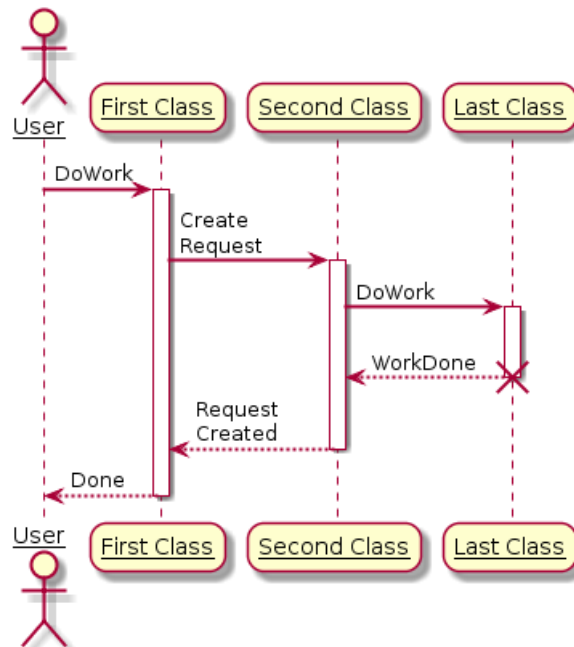 User
First Class
Second Class
Last Class
DoWork
Create
Request
DoWork
WorkDone
Request
Created
Done
User
First Class
Second Class
Last Class